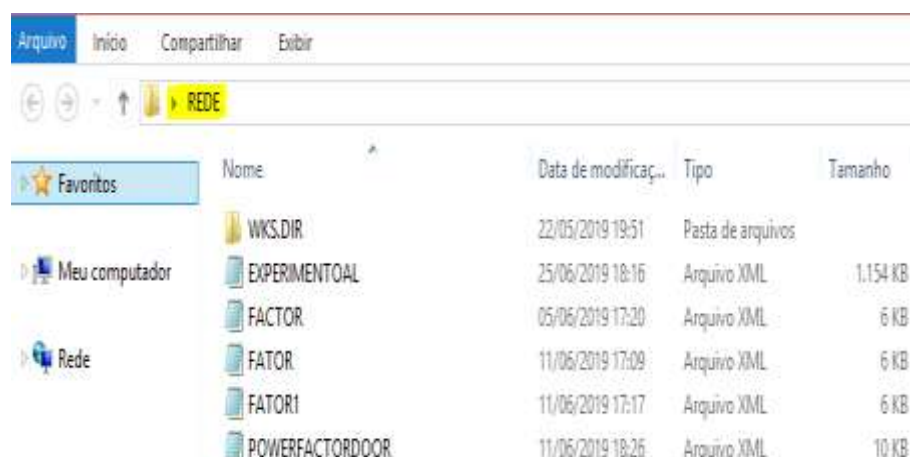 Arquivo Início Compartilhar Exibir
REDE
Nome Data de modificaç... Tipo Tamanho
Favoritos
WKS.DIR 22/05/2019 19:51 Pasta de arquivos
Meu computador EXPERIMENTOAL 25/06/2019 18:16 Arquivo XML 1.154 KB
FACTOR 05/06/2019 17:20 Arquivo XML 6 KB
Rede FATOR 11/06/2019 17:09 Arquivo XML 6 KB
FATOR1 11/06/2019 17:17 Arquivo XML 6 KB
POWERFACTORDOOR 11/06/2019 18:26 Arquivo XML 10 KB